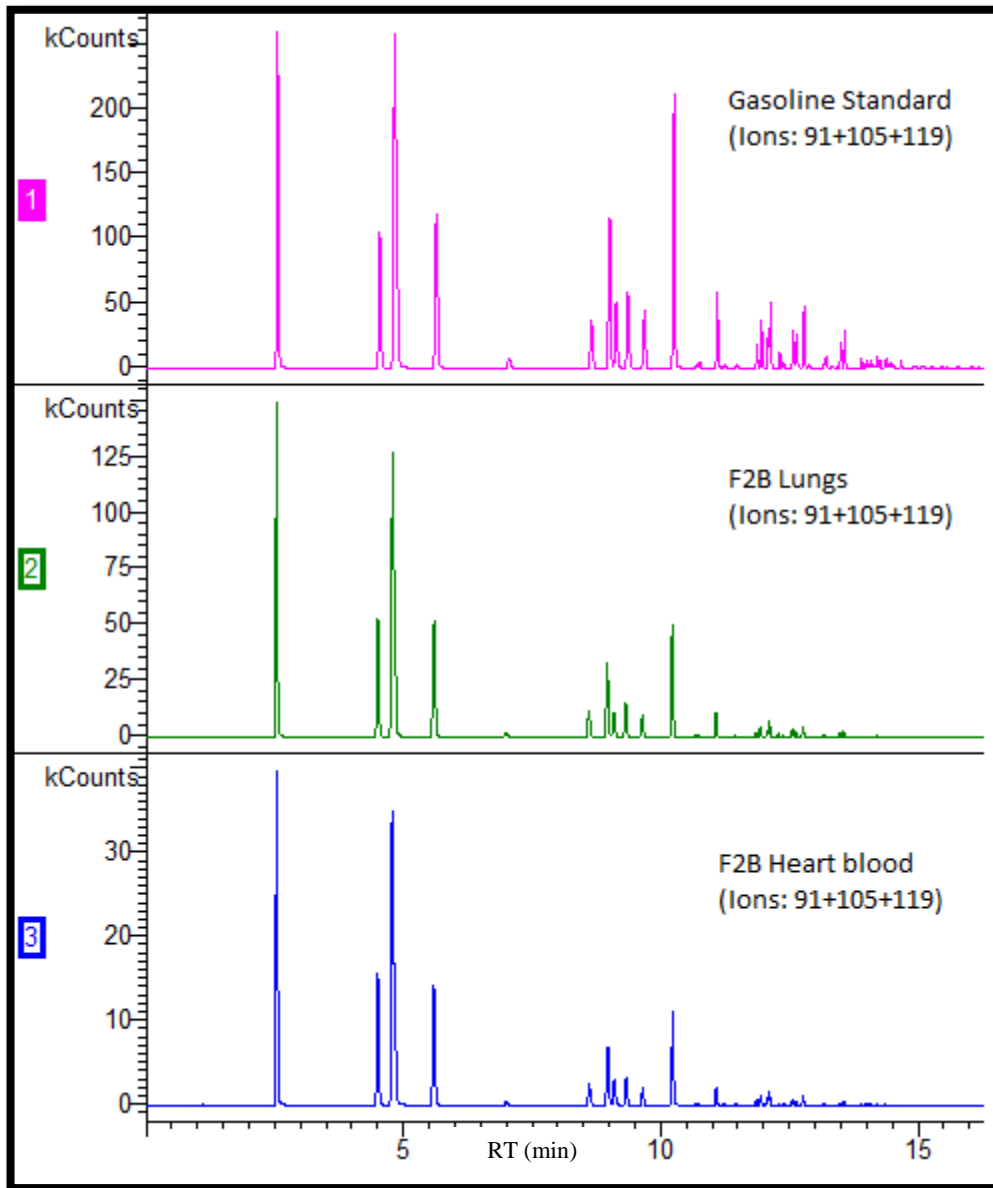 kCounts
200
150
100
50
0
1
Gasoline Standard
(Ions: 91+105+119)
kCounts
125
100
75
50
25
0
2
F2B Lungs
(Ions: 91+105+119)
kCounts
30
20
10
0
3
F2B Heart blood
(Ions: 91+105+119)
5 RT (min) 10 15